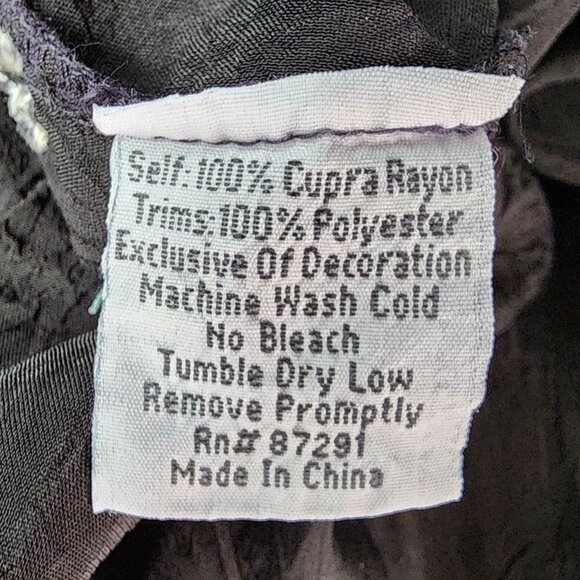 Self: 100% Cupra Rayon
Trims: 100% Polyester
Exclusive Of Decoration
Machine Wash Cold
No Bleach
Tumble Dry Low
Remove Promptly
Rn# 87291
Made In China